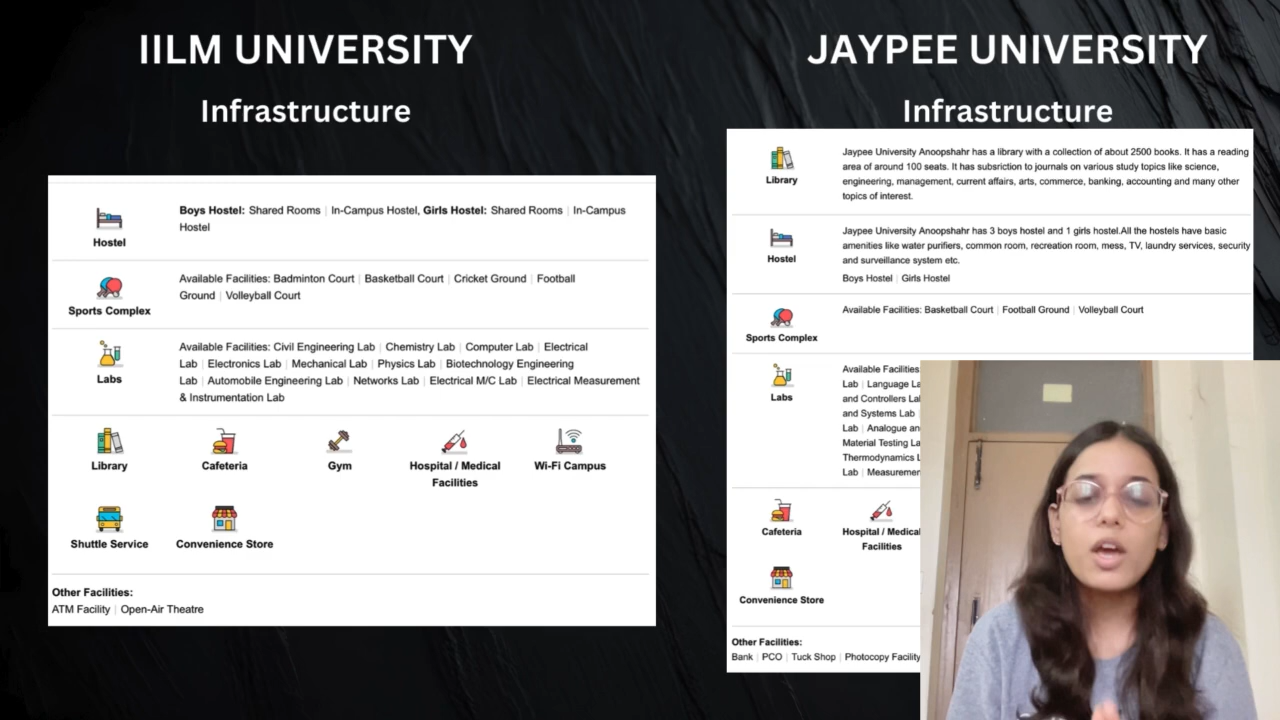 IILM UNIVERSITY
Infrastructure
Boys Hostel: Shared Rooms | In-Campus Hostel, Girls Hostel: Shared Rooms | In-Campus
Hostel
Hostel
Available Facilities: Badminton Court | Basketball Court | Cricket Ground | Football
Ground | Volleyball Court
Sports Complex
Available Facilities: Civil Engineering Lab | Chemistry Lab | Computer Lab | Electrical
Lab | Electronics Lab | Mechanical Lab | Physics Lab | Biotechnology Engineering
Lab | Automobile Engineering Lab | Networks Lab | Electrical M/C Lab | Electrical Measurement
& Instrumentation Lab
Labs
Library
Cafeteria
Gym
Hospital / Medical
Facilities
Wi-Fi Campus
Shuttle Service
Convenience Store
Other Facilities:
ATM Facility | Open-Air Theatre
JAYPEE UNIVERSITY
Infrastructure
Jaypee University Anoopshahr has a library with a collection of about 2500 books. It has a reading
area of around 100 seats. It has subsriction to journals on various study topics like science,
engineering, management, current affairs, arts, commerce, banking, accounting and many other
topics of interest.
Library
Jaypee University Anoopshahr has 3 boys hostel and 1 girls hostel.All the hostels have basic
amenities like water purifiers, common room, recreation room, mess, TV, laundry services, security
and surveillance system etc.
Boys Hostel | Girls Hostel
Hostel
Available Facilities: Basketball Court | Football Ground | Volleyball Court
Sports Complex
Available Facilities
Lab | Language
and Controllers
and Systems Lab
Lab | Analogue
Material Testing
Thermodynamics
Lab
Labs
Cafeteria
Hospital / Medical
Facilities
Convenience Store
Other Facilities:
Bank | PCO | Tuck Shop | Photocopy Facility